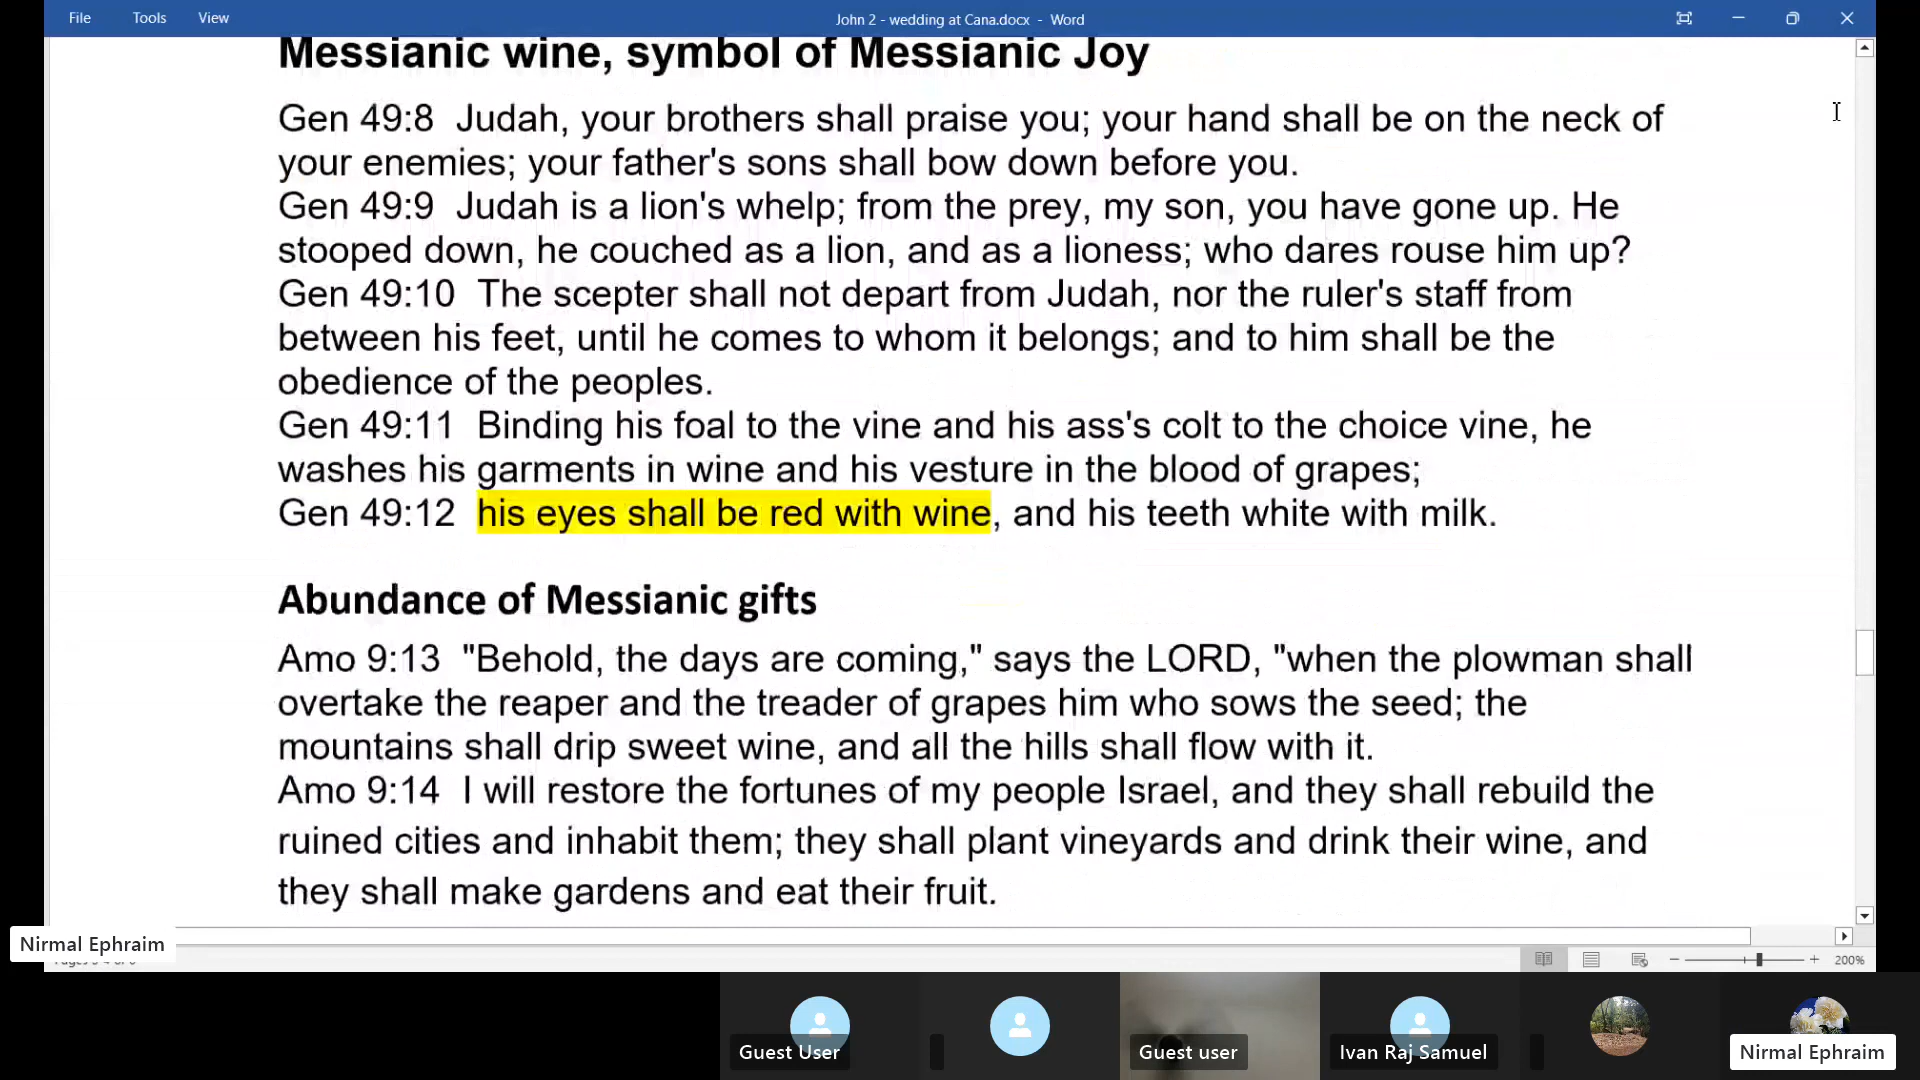 File Tools View John 2 - wedding at Cana.docx - Word
Messianic wine, symbol of Messianic Joy
Gen 49:8 Judah, your brothers shall praise you; your hand shall be on the neck of
your enemies; your father's sons shall bow down before you.
Gen 49:9 Judah is a lion's whelp; from the prey, my son, you have gone up. He
stooped down, he couched as a lion, and as a lioness; who dares rouse him up?
Gen 49:10 The scepter shall not depart from Judah, nor the ruler's staff from
between his feet, until he comes to whom it belongs; and to him shall be the
obedience of the peoples.
Gen 49:11 Binding his foal to the vine and his ass's colt to the choice vine, he
washes his garments in wine and his vesture in the blood of grapes;
Gen 49:12 his eyes shall be red with wine, and his teeth white with milk.
Abundance of Messianic gifts
Amo 9:13 "Behold, the days are coming," says the LORD, "when the plowman shall
overtake the reaper and the treader of grapes him who sows the seed; the
mountains shall drip sweet wine, and all the hills shall flow with it.
Amo 9:14 I will restore the fortunes of my people Israel, and they shall rebuild the
ruined cities and inhabit them; they shall plant vineyards and drink their wine, and
they shall make gardens and eat their fruit.
Nirmal Ephraim
200%
Guest User
Guest user
Ivan Raj Samuel
Nirmal Ephraim